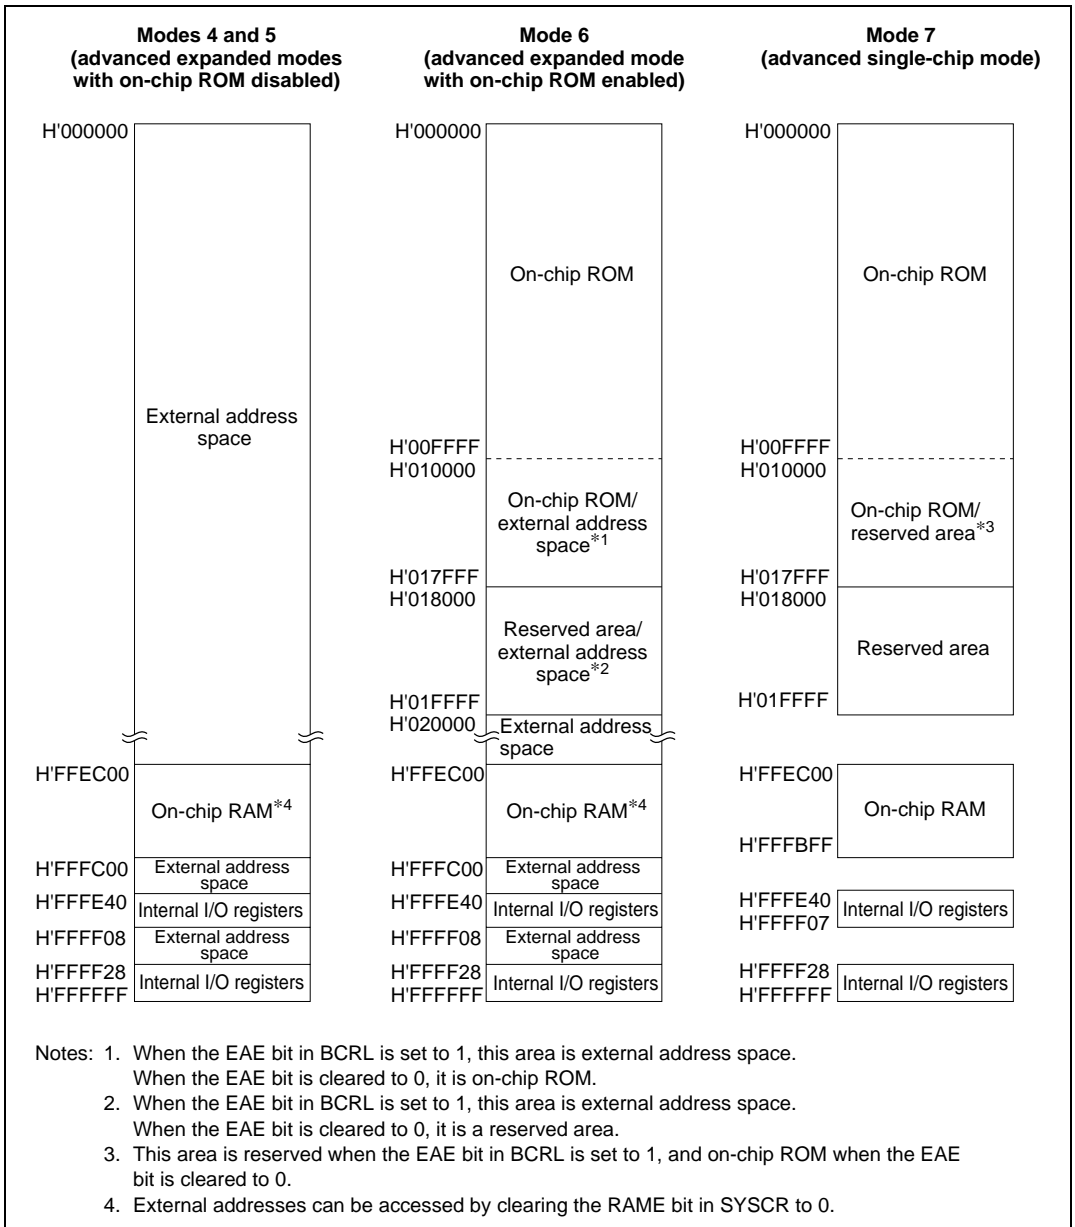 Modes 4 and 5
(advanced expanded modes
with on-chip ROM disabled)
H'000000
External address
space
H'FFEC00
On-chip RAM*4
H'FFFC00
External address
space
H'FFFE40
Internal I/O registers
H'FFFF08
External address
space
H'FFFF28
Internal I/O registers
H'FFFFFF
Mode 6
(advanced expanded mode
with on-chip ROM enabled)
H'000000
On-chip ROM
H'00FFFF
H'010000
On-chip ROM/
external address
space*1
H'017FFF
H'018000
Reserved area/
external address
space*2
H'01FFFF
H'020000
External address
space
H'FFEC00
On-chip RAM*4
H'FFFC00
External address
space
H'FFFE40
Internal I/O registers
H'FFFF08
External address
space
H'FFFF28
Internal I/O registers
H'FFFFFF
Mode 7
(advanced single-chip mode)
H'000000
On-chip ROM
H'00FFFF
H'010000
On-chip ROM/
reserved area*3
H'017FFF
H'018000
Reserved area
H'01FFFF
H'FFEC00
On-chip RAM
H'FFFBFF
H'FFFE40
Internal I/O registers
H'FFFF07
H'FFFF28
Internal I/O registers
H'FFFFFF
Notes: 1. When the EAE bit in BCRL is set to 1, this area is external address space.
When the EAE bit is cleared to 0, it is on-chip ROM.
2. When the EAE bit in BCRL is set to 1, this area is external address space.
When the EAE bit is cleared to 0, it is a reserved area.
3. This area is reserved when the EAE bit in BCRL is set to 1, and on-chip ROM when the EAE
bit is cleared to 0.
4. External addresses can be accessed by clearing the RAME bit in SYSCR to 0.